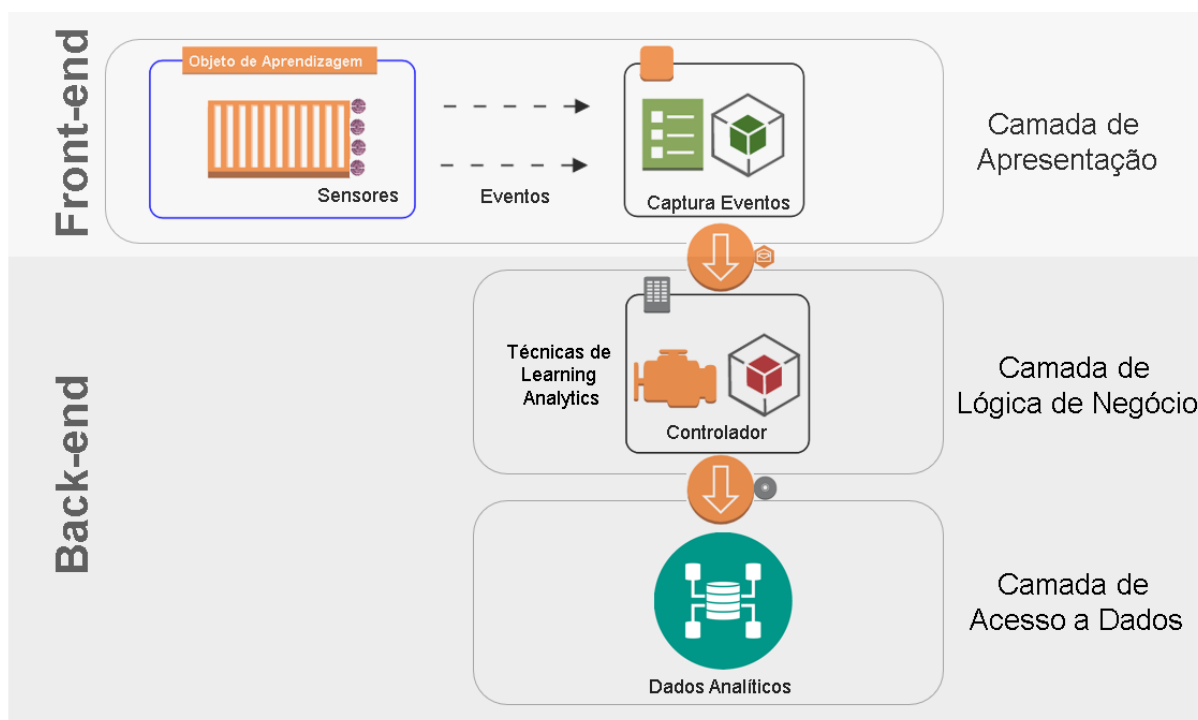 Front-end
Objeto de Aprendizagem
Sensores
Eventos
Captura Eventos
Camada de
Apresentação
Back-end
Técnicas de
Learning
Analytics
Controlador
Camada de
Lógica de Negócio
Dados Analíticos
Camada de
Acesso a Dados